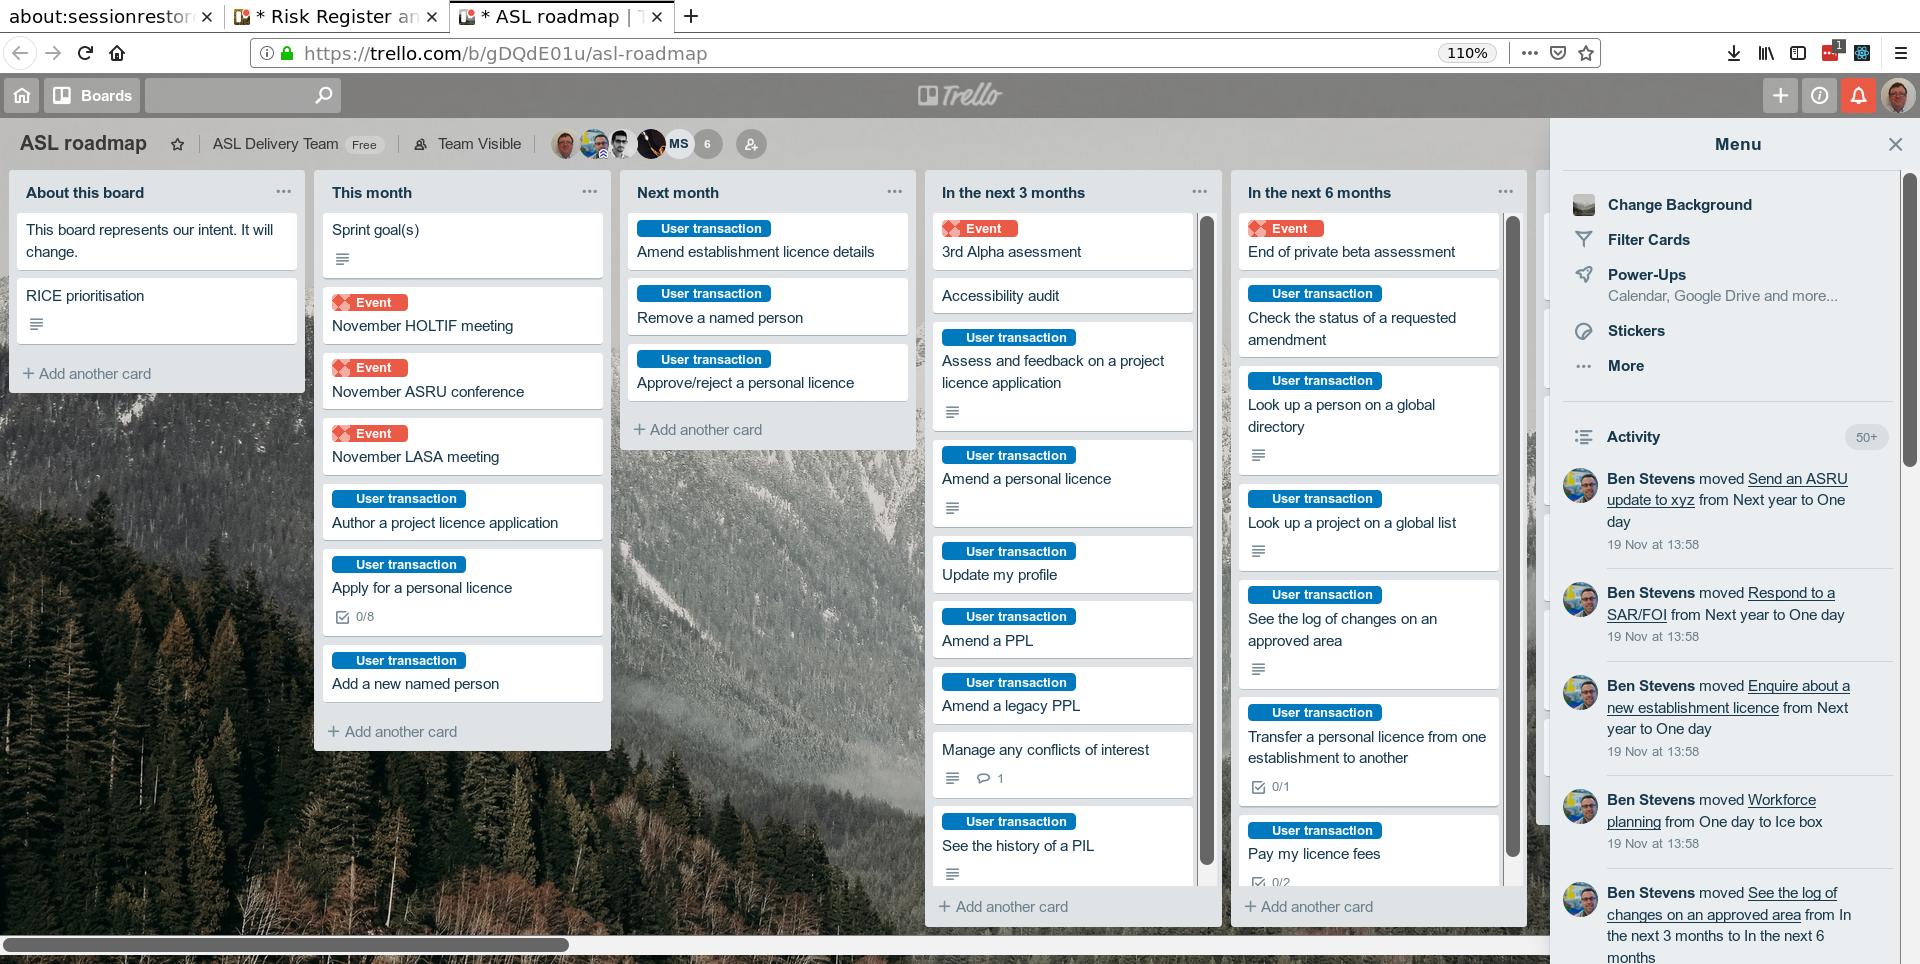 about:sessionrestor
* Risk Register an
* ASL roadmap | T
https://trello.com/b/gDQdE01u/asl-roadmap
110%
1
Boards
Trello
ASL roadmap
ASL Delivery Team Free
Team Visible
MS
6
About this board
This board represents our intent. It will
change.
RICE prioritisation
+ Add another card
This month
Sprint goal(s)
Event
November HOLTIF meeting
Event
November ASRU conference
Event
November LASA meeting
User transaction
Author a project licence application
User transaction
Apply for a personal licence
0/8
User transaction
Add a new named person
+ Add another card
Next month
User transaction
Amend establishment licence details
User transaction
Remove a named person
User transaction
Approve/reject a personal licence
+ Add another card
In the next 3 months
Event
3rd Alpha asessment
Accessibility audit
User transaction
Assess and feedback on a project
licence application
User transaction
Amend a personal licence
User transaction
Update my profile
User transaction
Amend a PPL
User transaction
Amend a legacy PPL
Manage any conflicts of interest
1
User transaction
See the history of a PIL
+ Add another card
In the next 6 months
Event
End of private beta assessment
User transaction
Check the status of a requested
amendment
User transaction
Look up a person on a global
directory
User transaction
Look up a project on a global list
User transaction
See the log of changes on an
approved area
User transaction
Transfer a personal licence from one
establishment to another
0/1
User transaction
Pay my licence fees
0/2
+ Add another card
Menu
Change Background
Filter Cards
Power-Ups
Calendar, Google Drive and more...
Stickers
More
Activity
50+
Ben Stevens moved Send an ASRU
update to xyz from Next year to One
day
19 Nov at 13:58
Ben Stevens moved Respond to a
SAR/FOI from Next year to One day
19 Nov at 13:58
Ben Stevens moved Enquire about a
new establishment licence from Next
year to One day
19 Nov at 13:58
Ben Stevens moved Workforce
planning from One day to Ice box
19 Nov at 13:58
Ben Stevens moved See the log of
changes on an approved area from In
the next 3 months to In the next 6
months